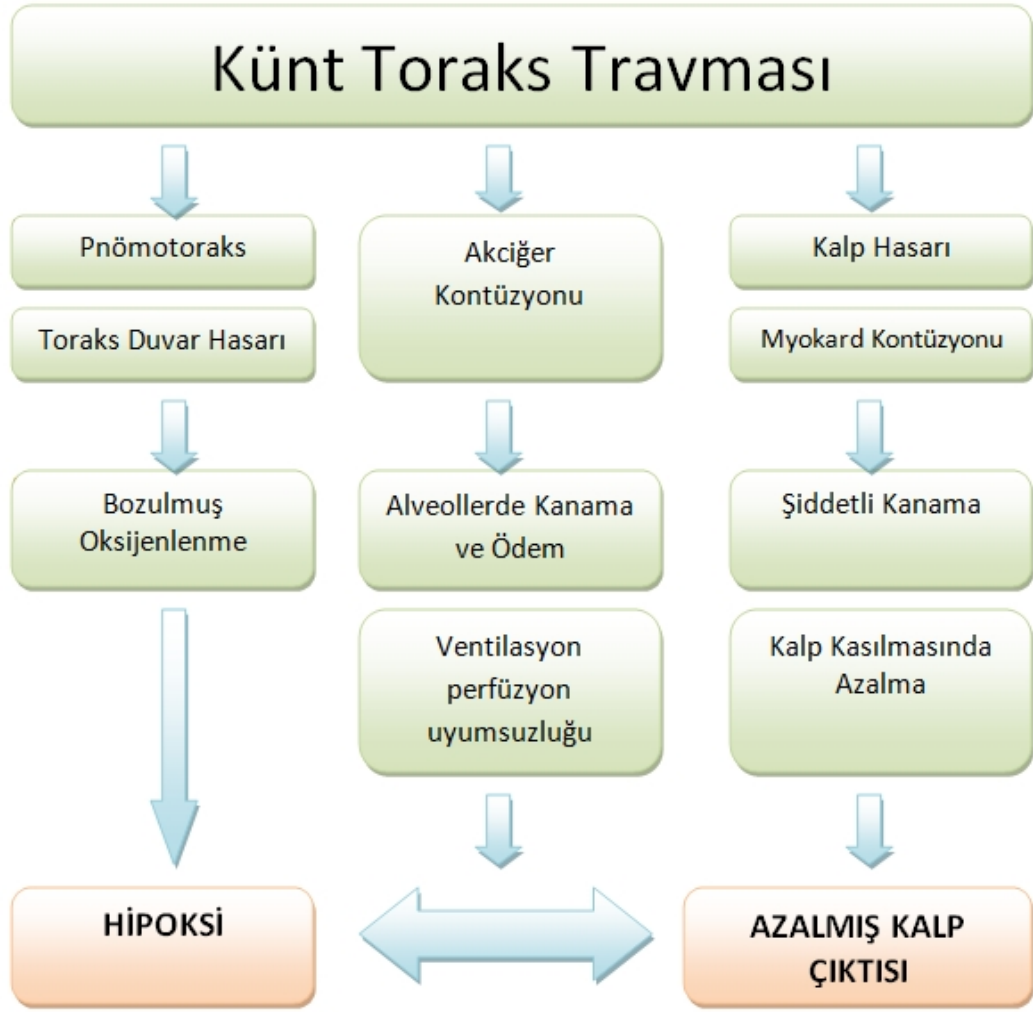 Künt Toraks Travması
Pnömotoraks
Toraks Duvar Hasarı
Akciğer
Kontüzyonu
Kalp Hasarı
Myokard Kontüzyonu
Bozulmuş
Oksijenlenme
Alveollerde Kanama
ve Ödem
Şiddetli Kanama
Ventilasyon
perfüzyon
uyumsuzluğu
Kalp Kasılmasında
Azalma
HİPOKSİ
AZALMIŞ KALP
ÇIKTISI